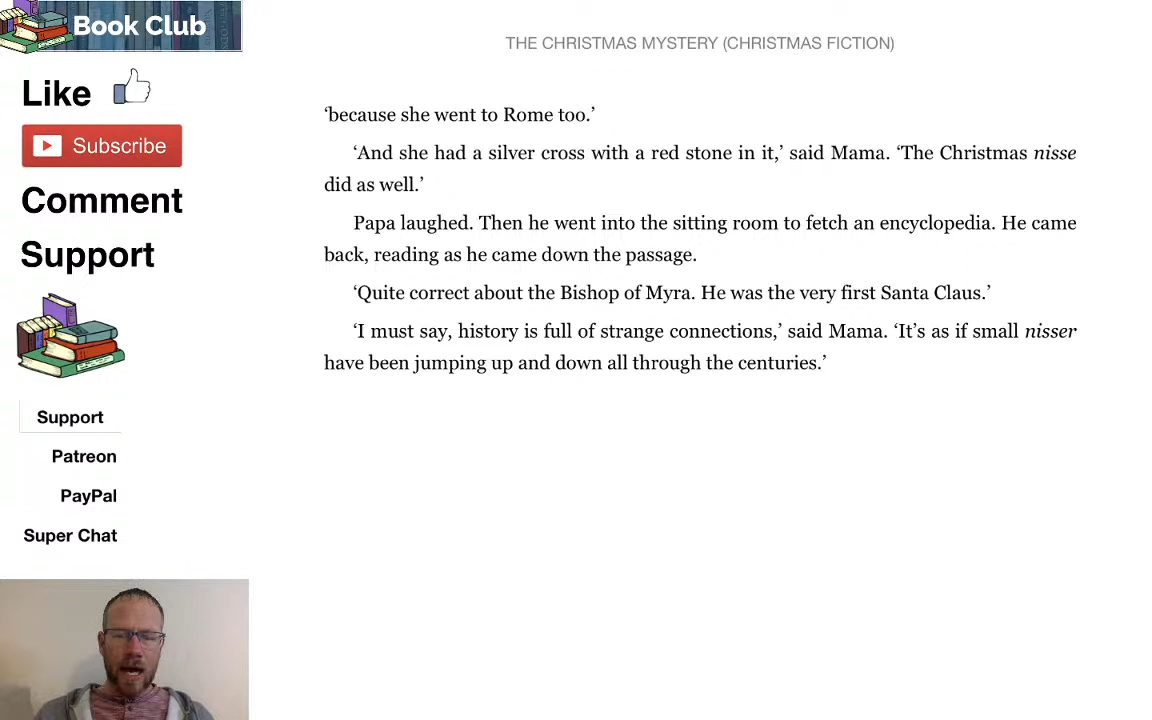 Book Club
Like
Subscribe
Comment
Support
Support
Patreon
PayPal
Super Chat
THE CHRISTMAS MYSTERY (CHRISTMAS FICTION)
‘because she went to Rome too.’
‘And she had a silver cross with a red stone in it,’ said Mama. ‘The Christmas nisse
did as well.’
Papa laughed. Then he went into the sitting room to fetch an encyclopedia. He came
back, reading as he came down the passage.
‘Quite correct about the Bishop of Myra. He was the very first Santa Claus.’
‘I must say, history is full of strange connections,’ said Mama. ‘It’s as if small nisser
have been jumping up and down all through the centuries.’